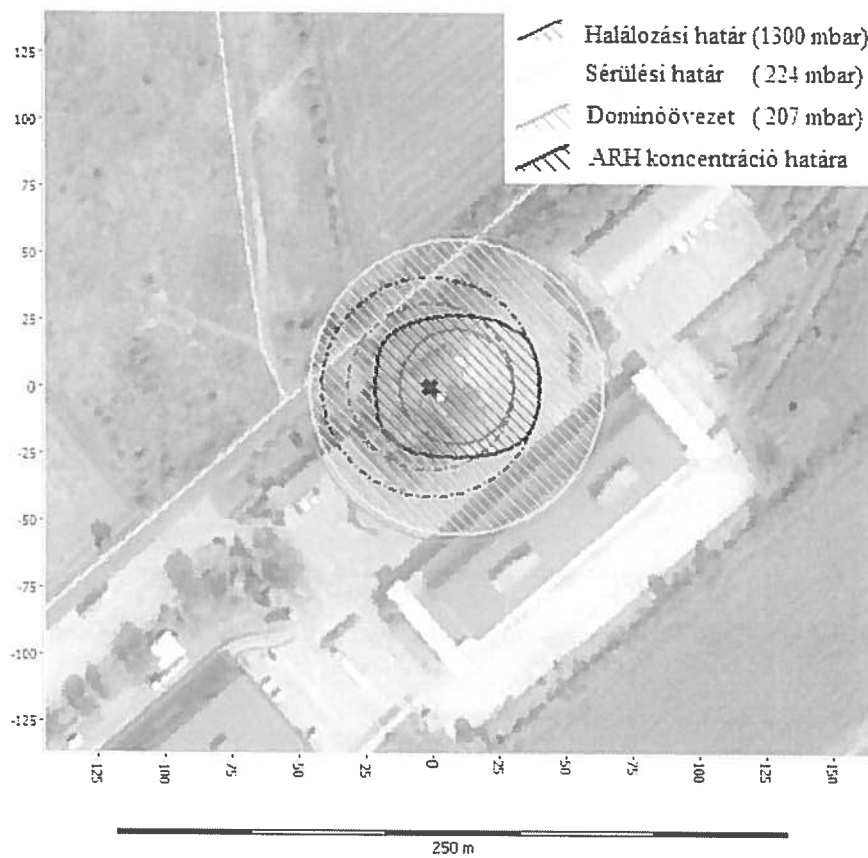 Halálozási határ (1300 mbar)
Sérülési határ ( 224 mbar)
Dominóövezet ( 207 mbar)
ARH koncentráció határa
125
100
75
50
25
0
-25
-50
-75
-100
-125
-125 -100 -75 -50 -25 0 -25 -50 -75 -100 -125 -150
250 m